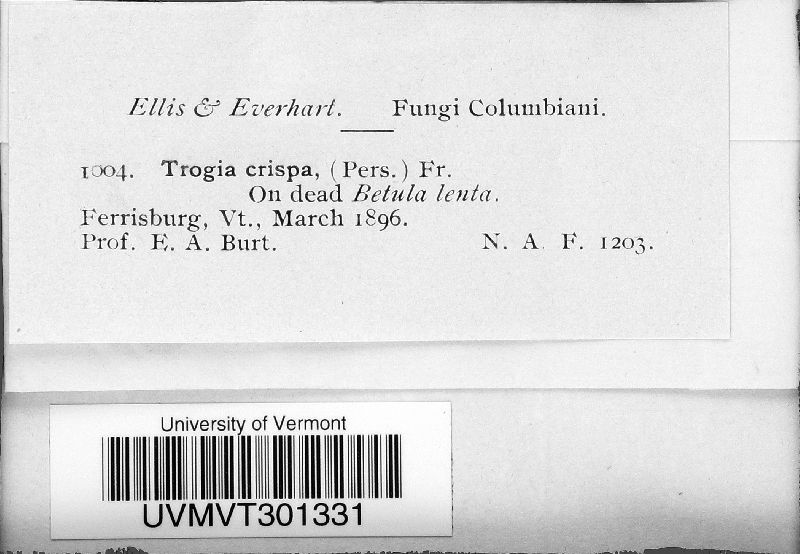 Ellis & Everhart. Fungi Columbiani.
1004. Trogia crispa, (Pers.) Fr.
On dead Betula lenta.
Ferrisburg, Vt., March 1896.
Prof. E. A. Burt. N. A. F. 1203.
University of Vermont
UVMVT301331